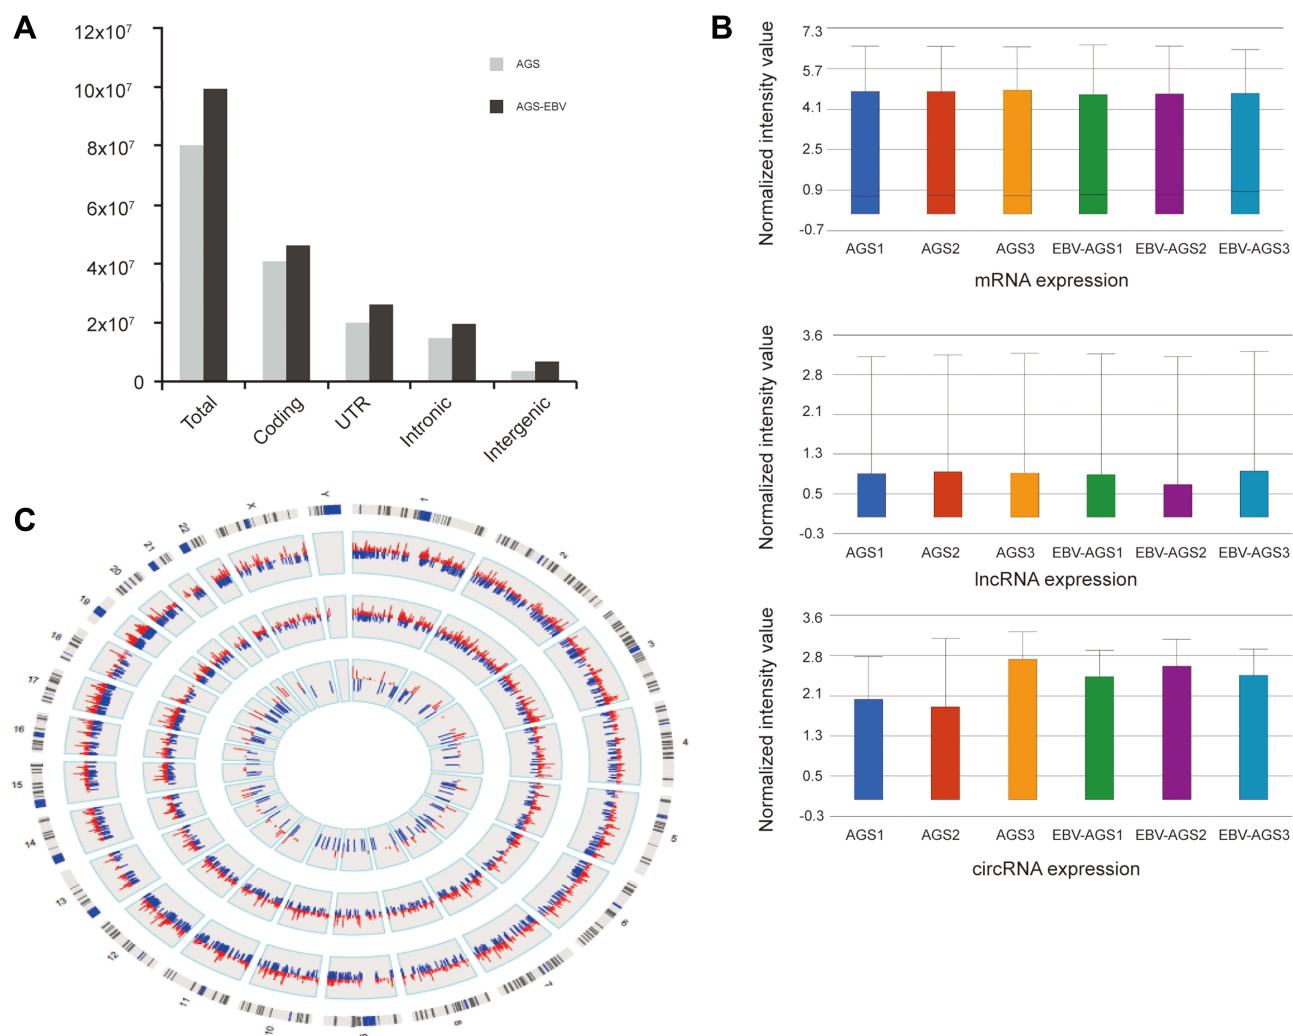 A
12x10⁷
10x10⁷
8x10⁷
6x10⁷
4x10⁷
2x10⁷
0
AGS
AGS-EBV
Total
Coding
UTR
Intronic
Intergenic
B
Normalized intensity value
7.3
5.7
4.1
2.5
0.9
-0.7
AGS1 AGS2 AGS3 EBV-AGS1 EBV-AGS2 EBV-AGS3
mRNA expression
Normalized intensity value
3.6
2.8
2.1
1.3
0.5
-0.3
AGS1 AGS2 AGS3 EBV-AGS1 EBV-AGS2 EBV-AGS3
lncRNA expression
Normalized intensity value
3.6
2.8
2.1
1.3
0.5
-0.3
AGS1 AGS2 AGS3 EBV-AGS1 EBV-AGS2 EBV-AGS3
circRNA expression
C
1
2
3
4
5
6
7
8
10
11
12
13
14
15
16
17
18
19
20
21
22
X
Y